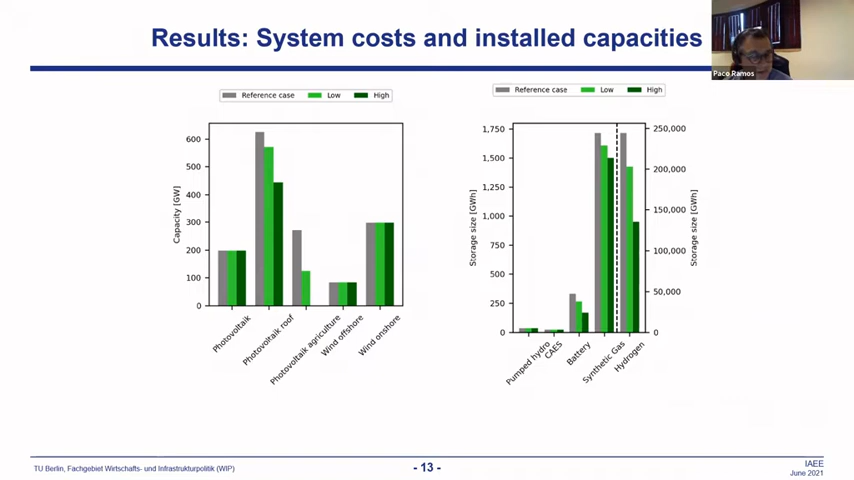 Results: System costs and installed capacities
Paco Ramos
Reference case Low High
Capacity [GW]
600
500
400
300
200
100
0
Photovoltaik
Photovoltaik roof
Photovoltaik agriculture
Wind offshore
Wind onshore
Reference case Low High
Storage size [GWh]
1,750
1,500
1,250
1,000
750
500
250
0
Pumped hydro
CAES
Battery
Synthetic Gas
Hydrogen
250,000
200,000
150,000
100,000
50,000
0
Storage size [GWh]
TU Berlin, Fachgebiet Wirtschafts- und Infrastrukturpolitik (WIP)
- 13 -
IAEE
June 2021